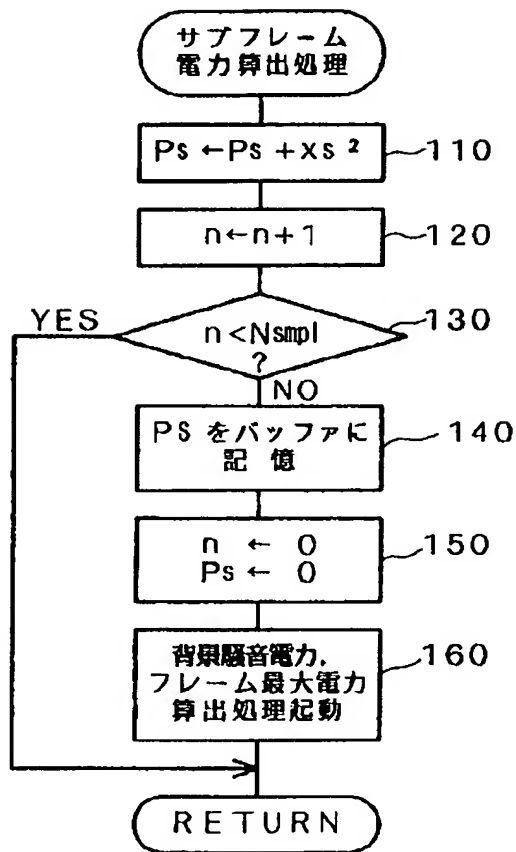 サブフレーム
電力算出処理
Ps ← Ps + xs ²
110
n ← n + 1
120
YES
n < Nsmpl
?
130
NO
PS をバッファに
記 憶
140
n ← 0
Ps ← 0
150
背景騒音電力,
フレーム最大電力
算出処理起動
160
RETURN